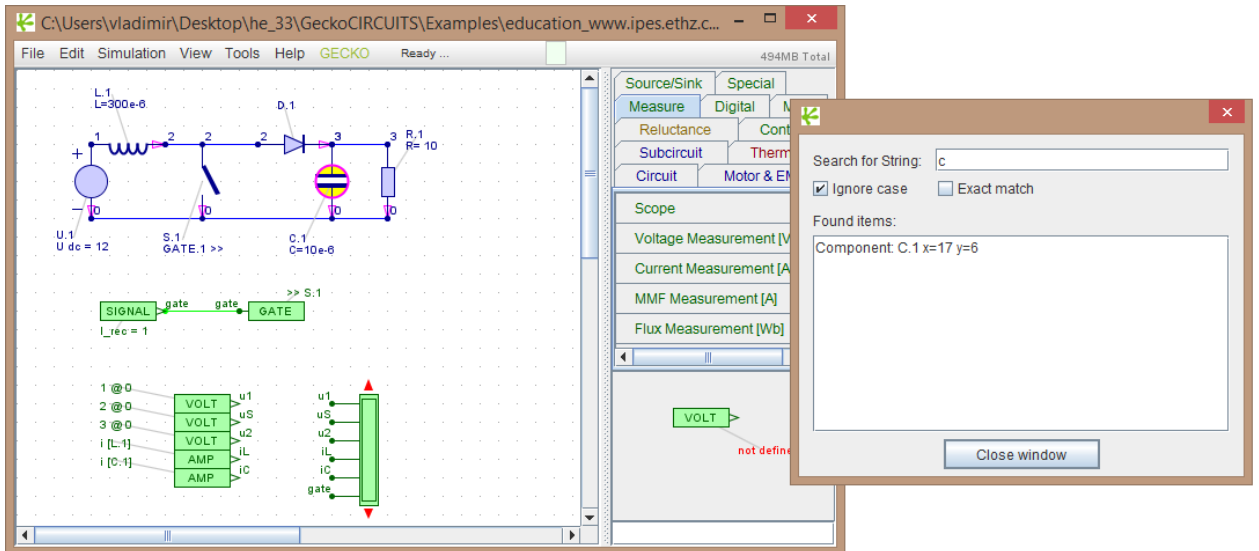 C:\Users\vladimir\Desktop\he_33\GeckoCIRCUITS\Examples\education_www.ipes.ethz.c...
File Edit Simulation View Tools Help GECKO Ready ... 494MB Total
L.1
L=300e-6
D.1
1 2 2 2 3 3
R.1
R= 10
+
−
0 0 0 0
U.1
U dc = 12
S.1
GATE.1 >>
C.1
C=10e-6
>> S.1
SIGNAL gate gate GATE
I_rec = 1
1 @ 0 VOLT u1 u1
2 @ 0 VOLT uS uS
3 @ 0 VOLT u2 u2
i [L.1] AMP iL iL
i [C.1] AMP iC iC
gate
Source/Sink Special
Measure Digital M
Reluctance Cont
Subcircuit Therm
Circuit Motor & EM
Scope
Voltage Measurement [V
Current Measurement [A
MMF Measurement [A]
Flux Measurement [Wb]
VOLT
not define
Search for String: c
Ignore case Exact match
Found items:
Component: C.1 x=17 y=6
Close window